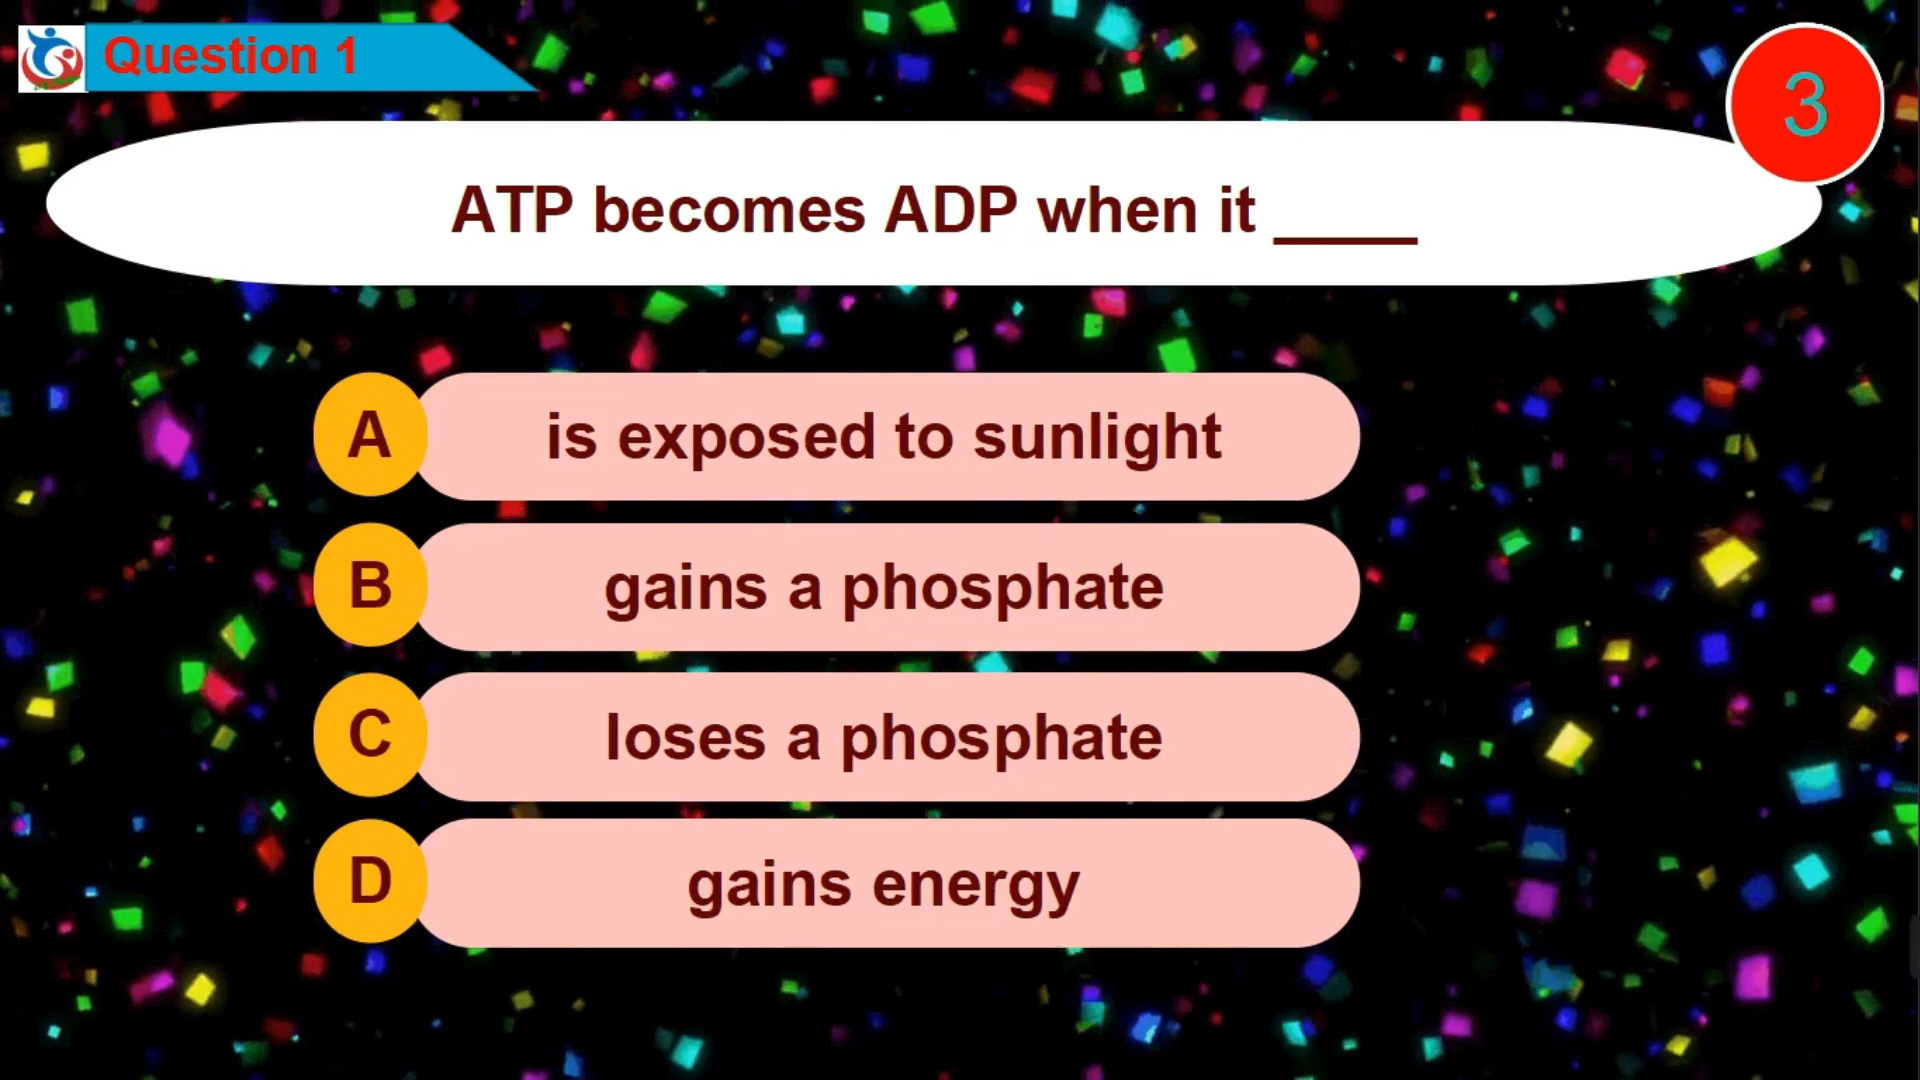 Question 1
3
ATP becomes ADP when it ____
A is exposed to sunlight
B gains a phosphate
C loses a phosphate
D gains energy